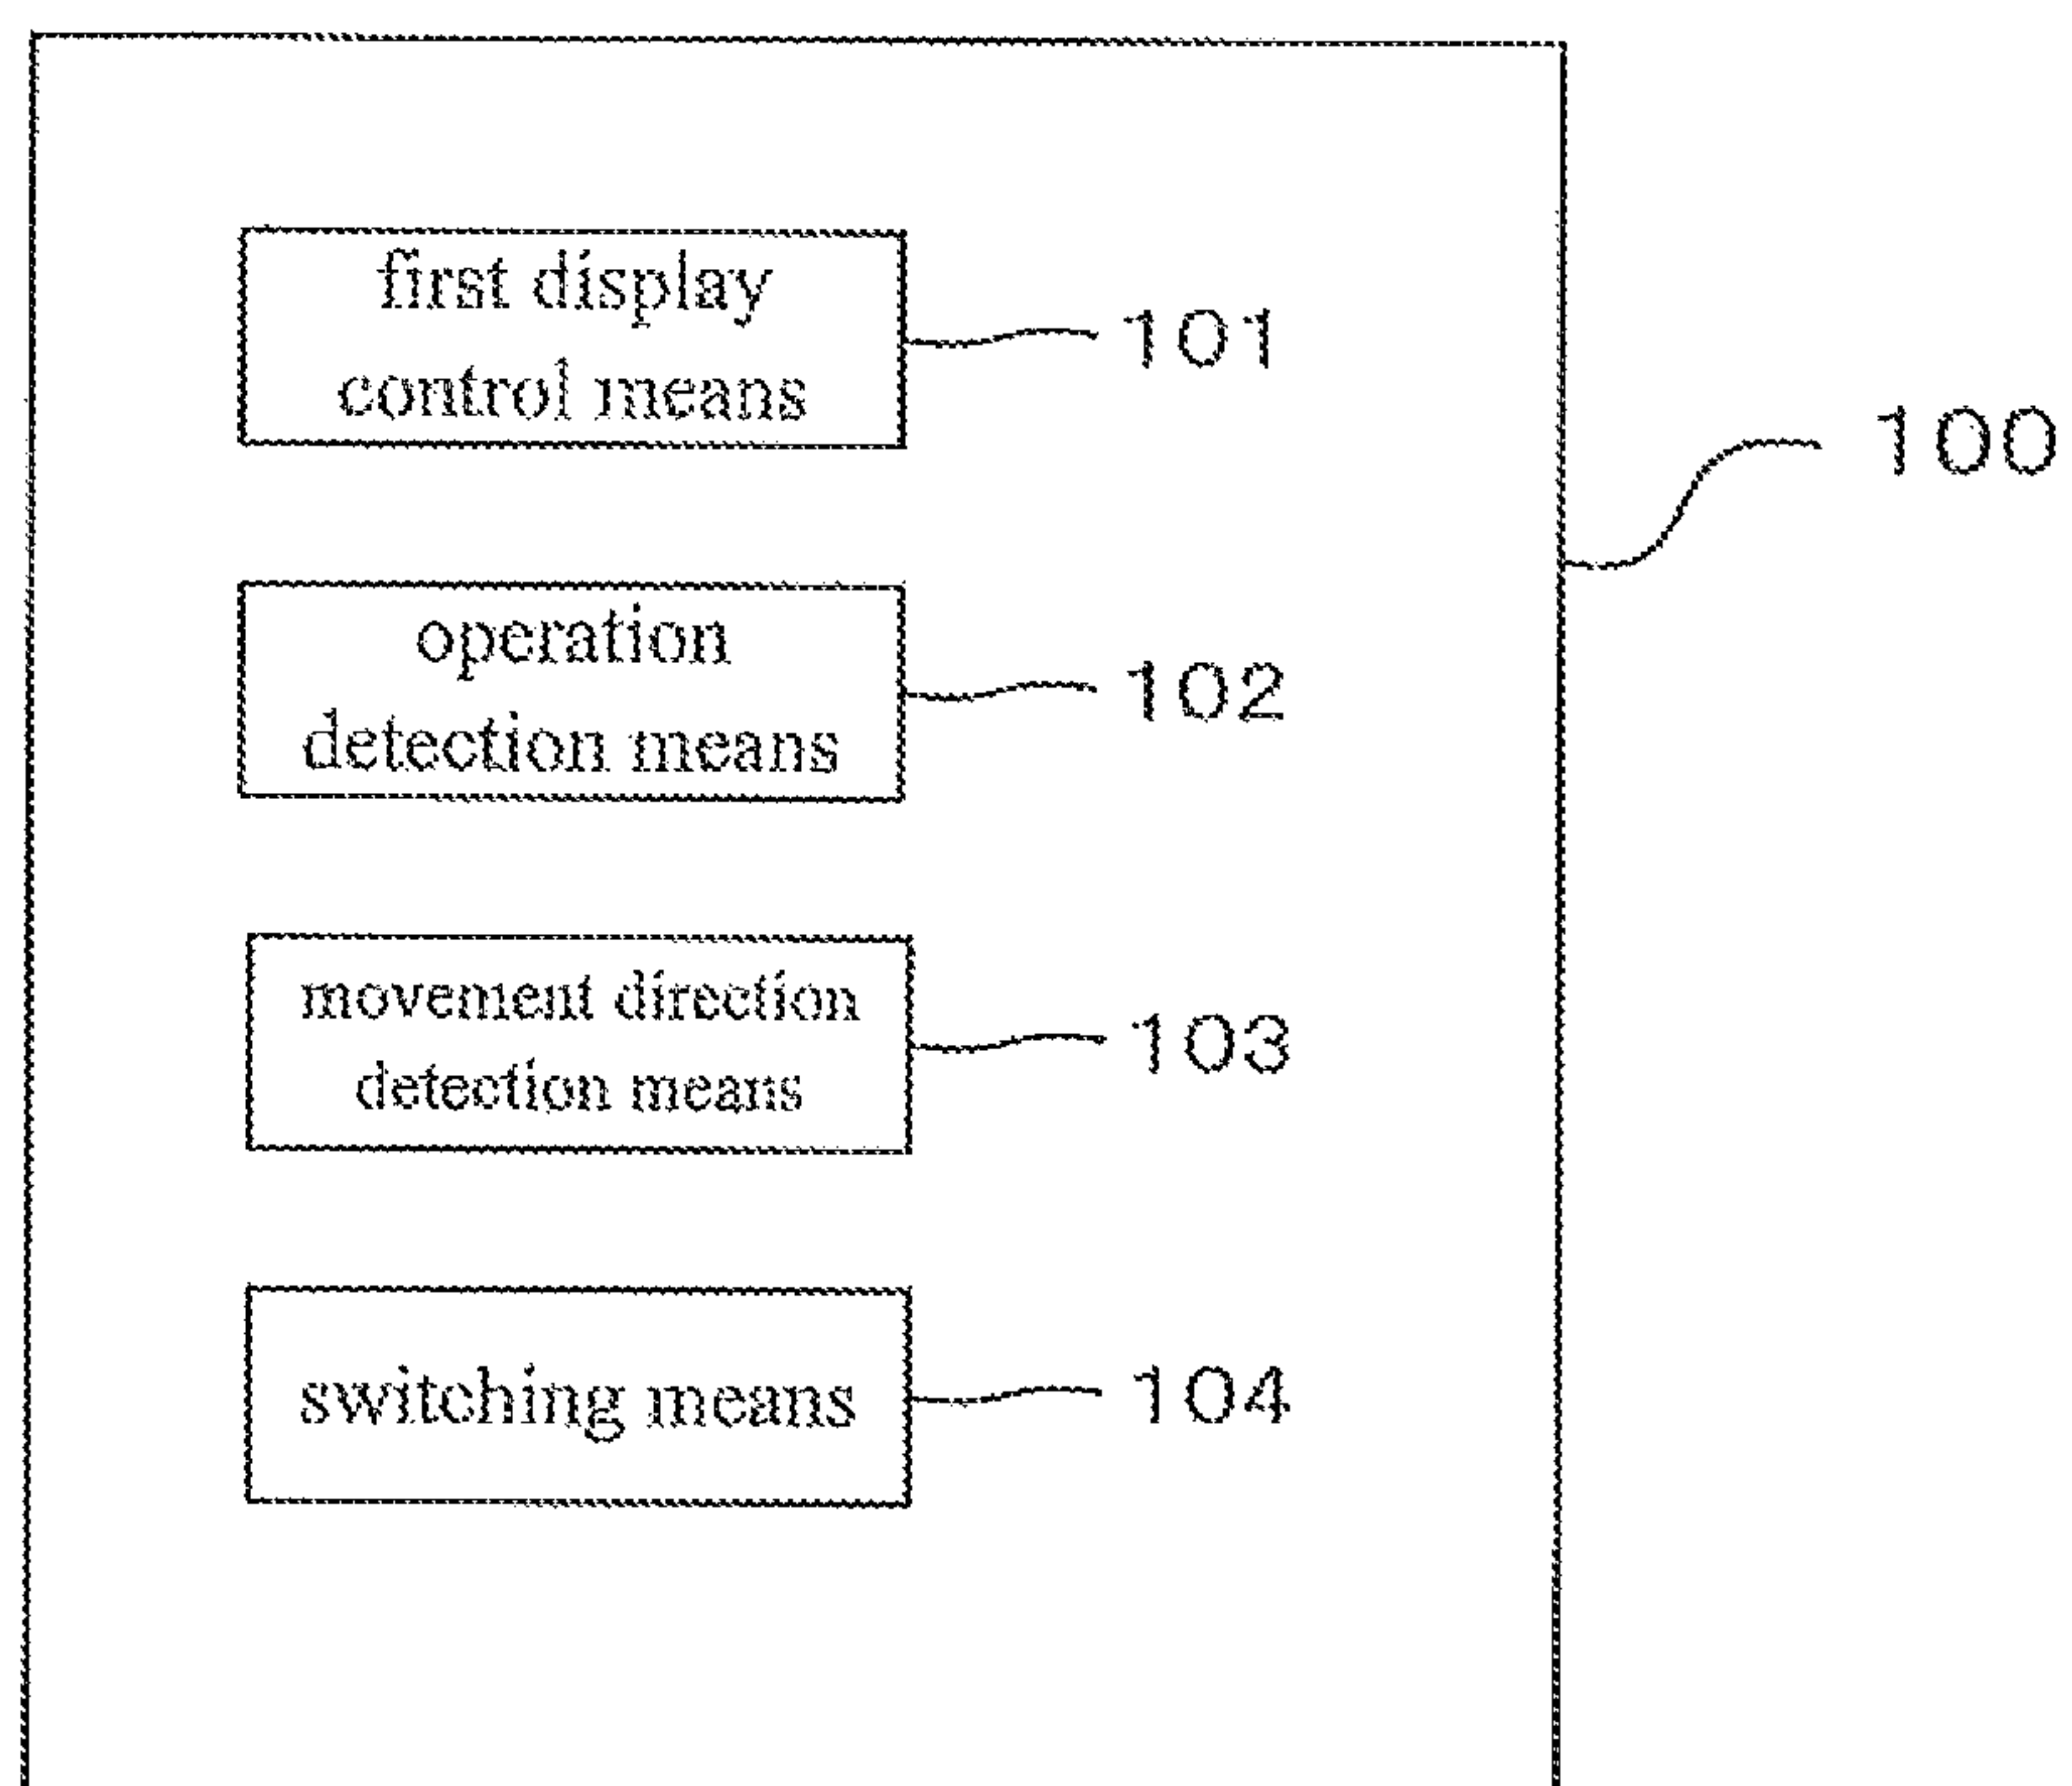 first display
control means
101
100
operation
detection means
102
movement direction
detection means
103
switching means
104